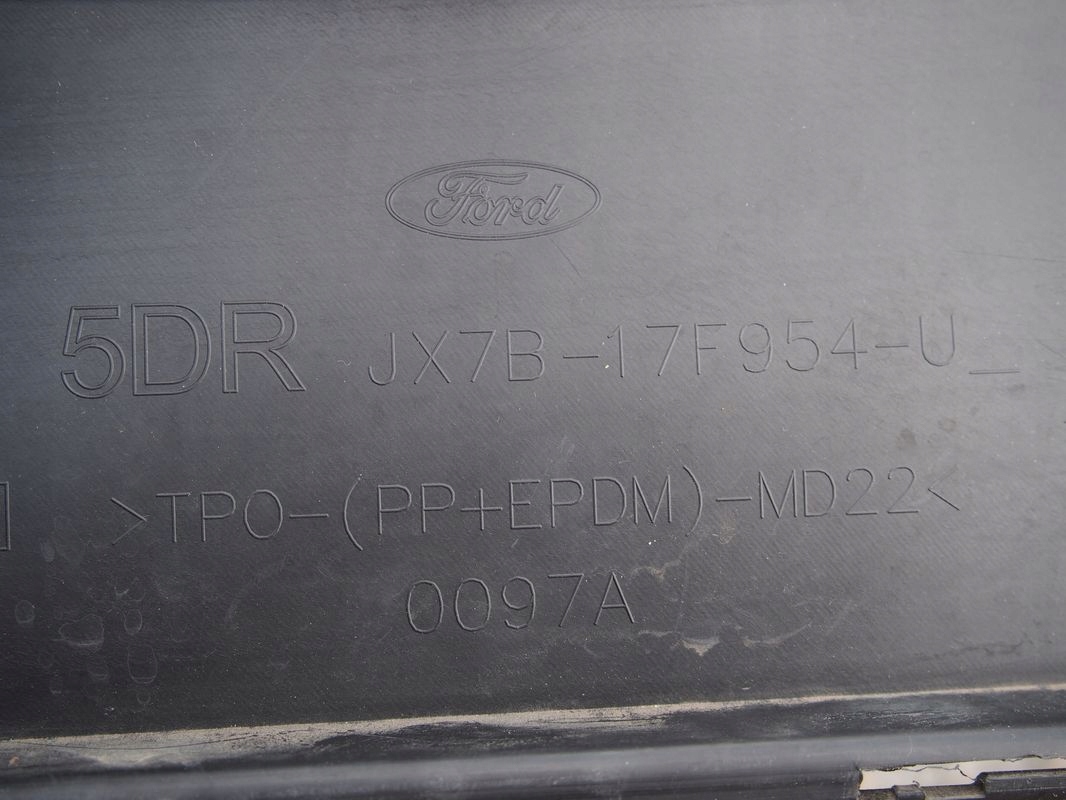 Ford
5DR JX7B-17F954-U_
>TPO-(PP+EPDM)-MD22<
0097A